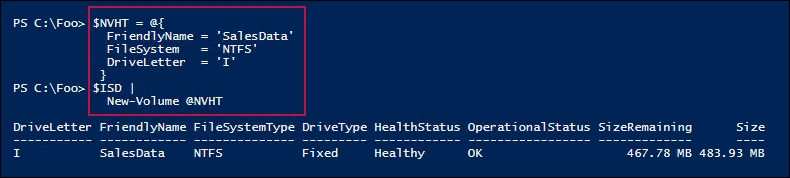 PS C:\Foo> $NVHT = @{
FriendlyName = 'SalesData'
FileSystem   = 'NTFS'
DriveLetter  = 'I'
}
PS C:\Foo> $ISD |
New-Volume @NVHT
DriveLetter FriendlyName FileSystemType DriveType HealthStatus OperationalStatus SizeRemaining      Size
----------- ------------ -------------- --------- ------------ ----------------- -------------      ----
I           SalesData    NTFS           Fixed     Healthy      OK                    467.78 MB 483.93 MB